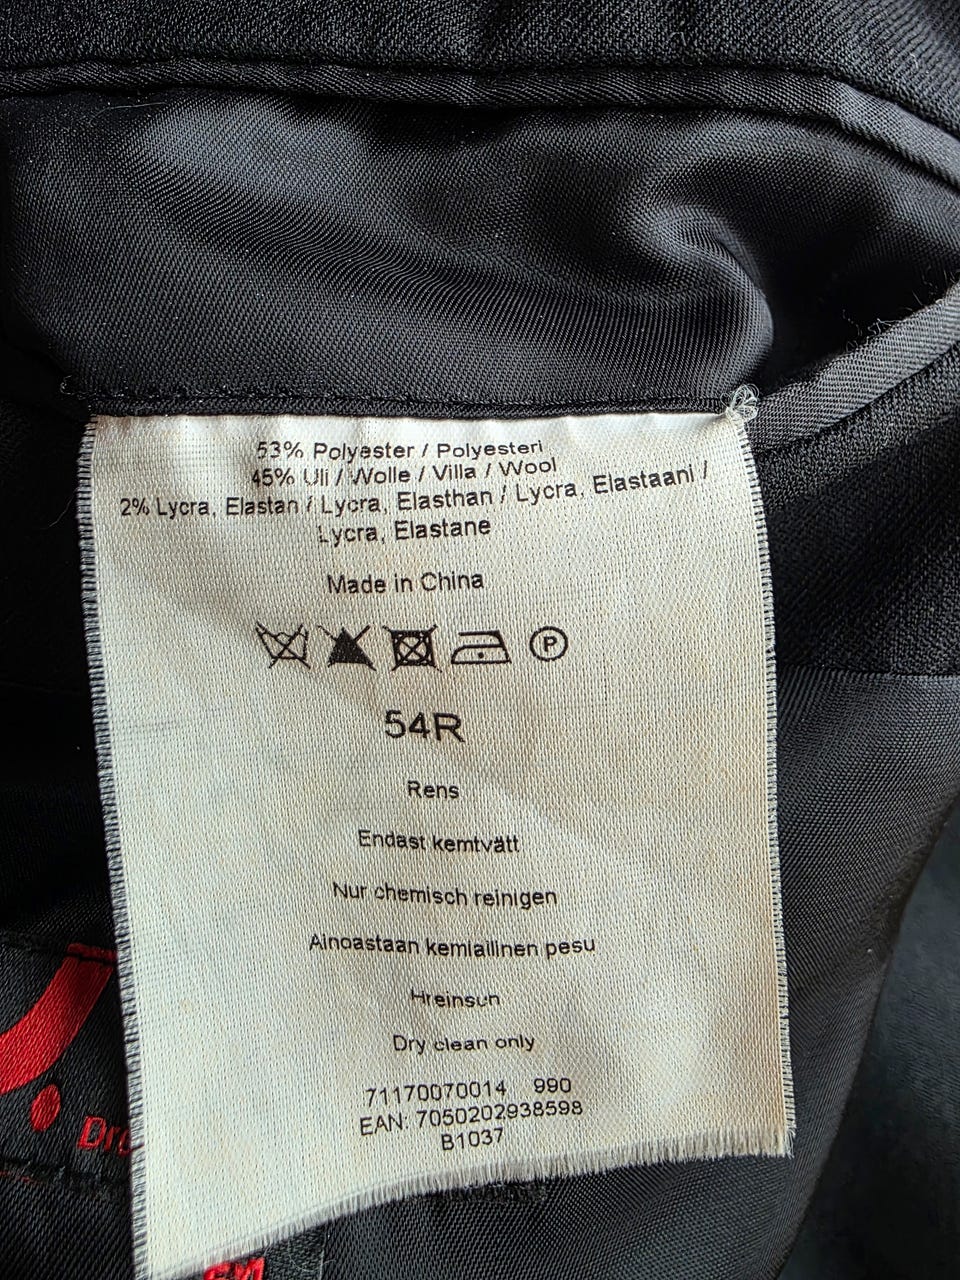 53% Polyester / Polyesteri
45% Ull / Wolle / Villa / Wool
2% Lycra, Elastan / Lycra, Elasthan / Lycra, Elastaani /
Lycra, Elastane
Made in China
P
54R
Rens
Endast kemtvätt
Nur chemisch reinigen
Ainoastaan kemiallinen pesu
Hreinsun
Dry clean only
71170070014 990
EAN: 7050202938598
B1037